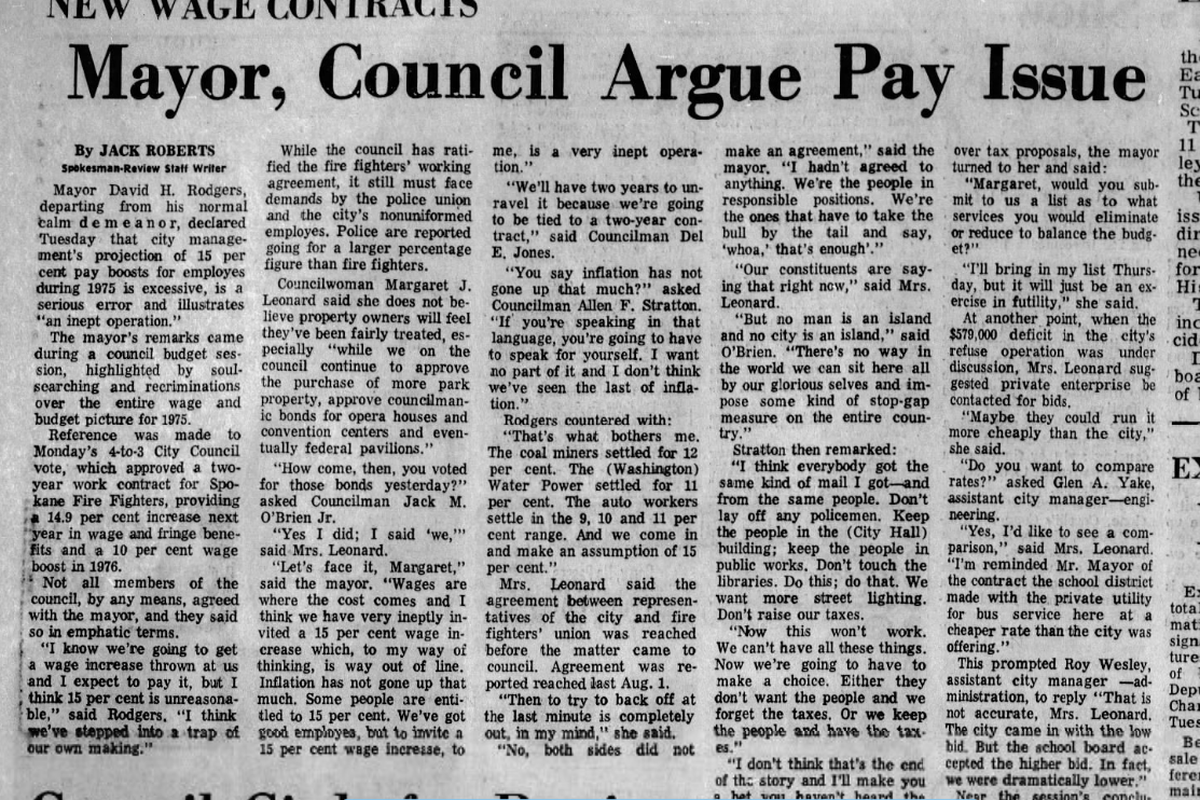 NEW WAGE CONTRACTS
Mayor, Council Argue Pay Issue
By JACK ROBERTS
Spokesman-Review Staff Writer
Mayor David H. Rodgers,
departing from his normal
calm demeanor, declared
Tuesday that city manage-
ment's projection of 15 per
cent pay boosts for employes
during 1975 is excessive, is a
serious error and illustrates
"an inept operation."
The mayor's remarks came
during a council budget ses-
sion, highlighted by soul-
searching and recriminations
over the entire wage and
budget picture for 1975.
Reference was made to
Monday's 4-to-3 City Council
vote, which approved a two-
year work contract for Spo-
kane Fire Fighters, providing
a 14.9 per cent increase next
year in wage and fringe bene-
fits and a 10 per cent wage
boost in 1976.
Not all members of the
council, by any means, agreed
with the mayor, and they said
so in emphatic terms.
"I know we're going to get
a wage increase thrown at us
and I expect to pay it, but I
think 15 per cent is unreasona-
ble," said Rodgers. "I think
we've stepped into a trap of
our own making."
While the council has rati-
fied the fire fighters' working
agreement, it still must face
demands by the police union
and the city's nonuniformed
employes. Police are reported
going for a larger percentage
figure than fire fighters.
Councilwoman Margaret J.
Leonard said she does not be-
lieve property owners will feel
they've been fairly treated, es-
pecially "while we on the
council continue to approve
the purchase of more park
property, approve councilman-
ic bonds for opera houses and
convention centers and even-
tually federal pavilions."
"How come, then, you voted
for those bonds yesterday?"
asked Councilman Jack M.
O'Brien Jr.
"Yes I did; I said 'we,'"
said Mrs. Leonard.
"Let's face it, Margaret,"
said the mayor. "Wages are
where the cost comes and I
think we have very ineptly in-
vited a 15 per cent wage in-
crease which, to my way of
thinking, is way out of line.
Inflation has not gone up that
much. Some people are enti-
tled to 15 per cent. We've got
good employes, but to invite a
15 per cent wage increase, to
me, is a very inept opera-
tion."
"We'll have two years to un-
ravel it because we're going
to be tied to a two-year con-
tract," said Councilman Del
E. Jones.
"You say inflation has not
gone up that much?" asked
Councilman Allen F. Stratton.
"If you're speaking in that
language, you're going to have
to speak for yourself. I want
no part of it and I don't think
we've seen the last of infla-
tion."
Rodgers countered with:
"That's what bothers me.
The coal miners settled for 12
per cent. The (Washington)
Water Power settled for 11
per cent. The auto workers
settle in the 9, 10 and 11 per
cent range. And we come in
and make an assumption of 15
per cent."
Mrs. Leonard said the
agreement between represen-
tatives of the city and fire
fighters' union was reached
before the matter came to
council. Agreement was re-
ported reached last Aug. 1.
"Then to try to back off at
the last minute is completely
out, in my mind," she said.
"No, both sides did not
make an agreement," said the
mayor. "I hadn't agreed to
anything. We're the people in
responsible positions. We're
the ones that have to take the
bull by the tail and say,
'whoa,' that's enough'."
"Our constituents are say-
ing that right now," said Mrs.
Leonard.
"But no man is an island
and no city is an island," said
O'Brien. "There's no way in
the world we can sit here all
by our glorious selves and im-
pose some kind of stop-gap
measure on the entire coun-
try."
Stratton then remarked:
"I think everybody got the
same kind of mail I got—and
from the same people. Don't
lay off any policemen. Keep
the people in the (City Hall)
building; keep the people in
public works. Don't touch the
libraries. Do this; do that. We
want more street lighting.
Don't raise our taxes.
"Now this won't work.
We can't have all these things.
Now we're going to have to
make a choice. Either they
don't want the people and we
forget the taxes. Or we keep
the people and have the tax-
es."
"I don't think that's the end
of the story and I'll make you
a bet you haven't heard the
over tax proposals, the mayor
turned to her and said:
"Margaret, would you sub-
mit to us a list as to what
services you would eliminate
or reduce to balance the budg-
et?"
"I'll bring in my list Thurs-
day, but it will just be an ex-
ercise in futility," she said.
At another point, when the
$579,000 deficit in the city's
refuse operation was under
discussion, Mrs. Leonard sug-
gested private enterprise be
contacted for bids.
"Maybe they could run it
more cheaply than the city,"
she said.
"Do you want to compare
rates?" asked Glen A. Yake,
assistant city manager—engi-
neering.
"Yes, I'd like to see a com-
parison," said Mrs. Leonard.
"I'm reminded Mr. Mayor of
the contract the school district
made with the private utility
for bus service here at a
cheaper rate than the city was
offering."
This prompted Roy Wesley,
assistant city manager —ad-
ministration, to reply "That is
not accurate, Mrs. Leonard.
The city came in with the low
bid. But the school board ac-
cepted the higher bid. In fact,
we were dramatically lower."
Near the session's conclu-